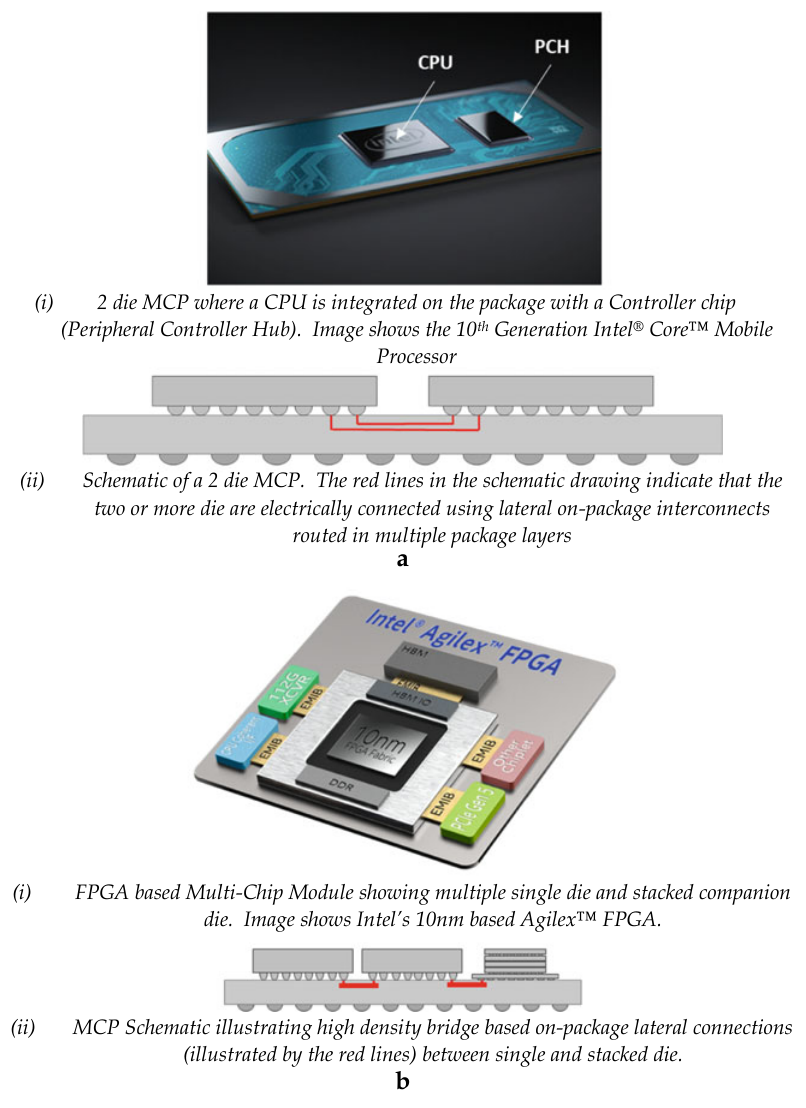 CPU
PCH
intel
(i) 2 die MCP where a CPU is integrated on the package with a Controller chip
(Peripheral Controller Hub). Image shows the 10th Generation Intel® Core™ Mobile
Processor
(ii) Schematic of a 2 die MCP. The red lines in the schematic drawing indicate that the
two or more die are electrically connected using lateral on-package interconnects
routed in multiple package layers
a
Intel® Agilex™ FPGA
HBM
EMIB
HBM IO
112G
XCVR
EMIB
10nm
FPGA Fabric
EMIB
Other
Chiplet
EMIB
DDR
EMIB
PCIe Gen 5
(i) FPGA based Multi-Chip Module showing multiple single die and stacked companion
die. Image shows Intel's 10nm based Agilex™ FPGA.
(ii) MCP Schematic illustrating high density bridge based on-package lateral connections
(illustrated by the red lines) between single and stacked die.
b